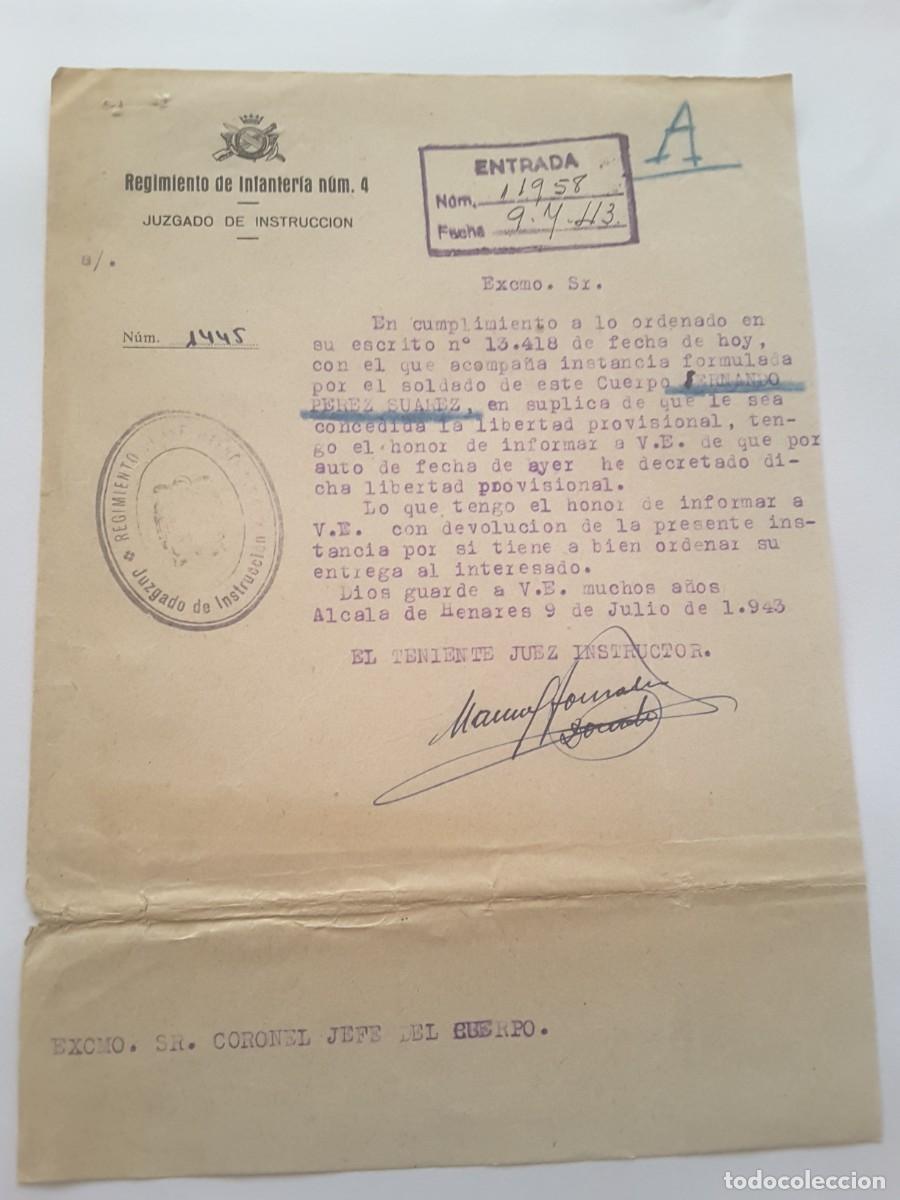 Regimiento de Infantería núm. 4
JUZGADO DE INSTRUCCION
ENTRADA
Núm. 11958
Fecha 9.7.43.
A
s/.
Núm. 1445
Excmo. Sr.
En cumplimiento a lo ordenado en
su escrito nº 13.418 de fecha de hoy,
con el que acompaña instancia formulada
por el soldado de este Cuerpo FERNANDO
PEREZ SUAREZ, en suplica de que le sea
concedida la libertad provisional, ten-
go el honor de informar a V.E. de que por
auto de fecha de ayer he decretado di-
cha libertad provisional.
Lo que tengo el honor de informar a
V.E. con devolucion de la presente ins-
tancia por si tiene a bien ordenar su
entrega al interesado.
Dios guarde a V.E. muchos años
Alcala de Henares 9 de Julio de 1.943
EL TENIENTE JUEZ INSTRUCTOR.
Manuel Gonzalez
REGIMIENTO
Juzgado de Instrucción
EXCMO. SR. CORONEL JEFE DEL CUERPO.
todocoleccion